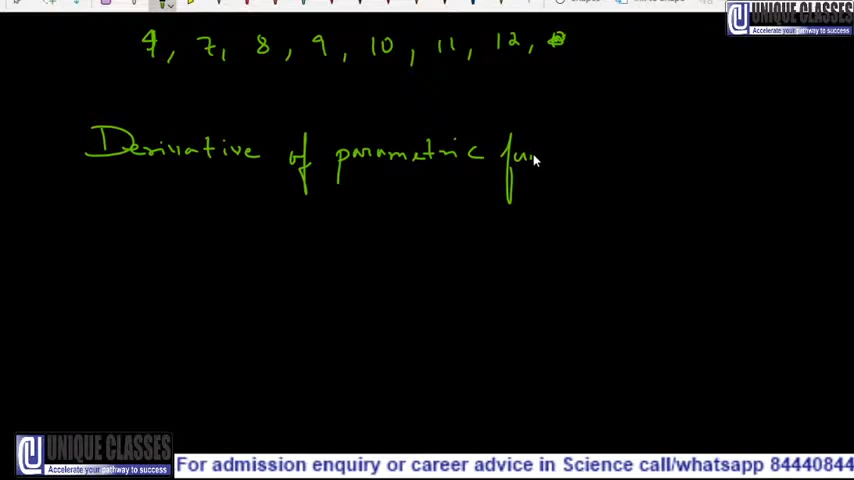 UNIQUE CLASSES
Accelerate your pathway to success
4, 7, 8, 9, 10, 11, 12,
Derivative of parametric fun
UNIQUE CLASSES
Accelerate your pathway to success
For admission enquiry or career advice in Science call/whatsapp 84440844